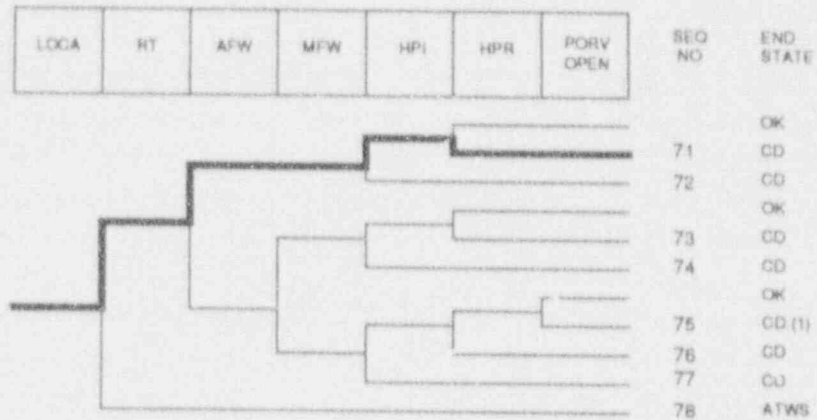 LOCA RT AFW MFW HPI HPR PORV OPEN SEQ NO END STATE
OK
71 CD
72 CD
OK
73 CD
74 CD
OK
75 CD (1)
76 CD
77 CD
78 ATWS